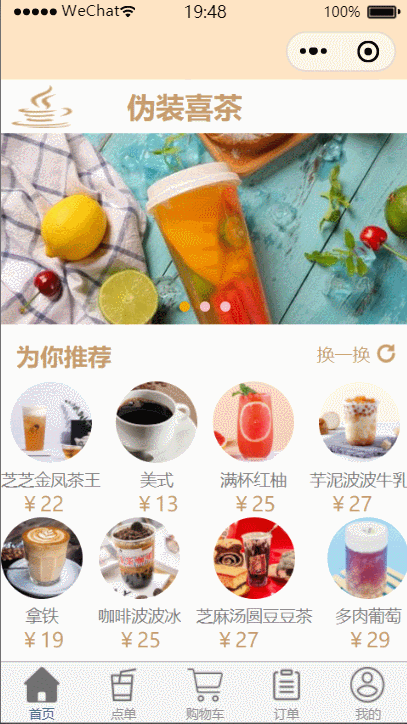 WeChat 19:48 100%
伪装喜茶
为你推荐 换一换
芝芝金凤茶王 美式 满杯红柚 芋泥波波牛乳
￥22 ￥13 ￥25 ￥27
拿铁 咖啡波波冰 芝麻汤圆豆豆茶 多肉葡萄
￥19 ￥25 ￥27 ￥29
首页 点单 购物车 订单 我的